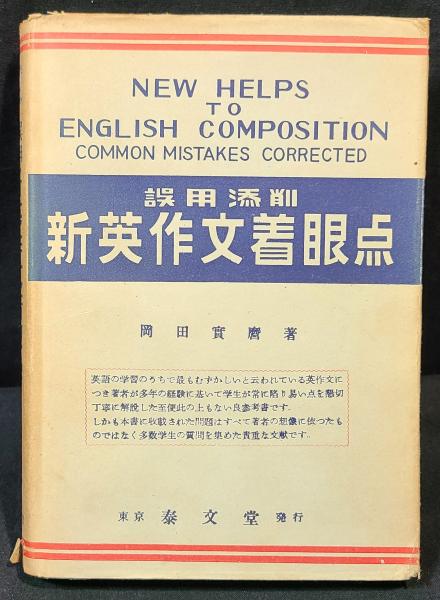 NEW HELPS
TO
ENGLISH COMPOSITION
COMMON MISTAKES CORRECTED
誤用添削
新英作文着眼点
岡田實麿著
英語の学習のうちで最もむずかしいと云われている英作文に
つき著者が多年の経験に基いて学生が常に陥り易い点を懇切
丁寧に解説した至便此の上もない良参考書です.
しかも本書に収載された問題はすべて著者の想像に依つたも
のではなく多数学生の質問を集めた貴重な文献です.
東京 泰文堂 発行